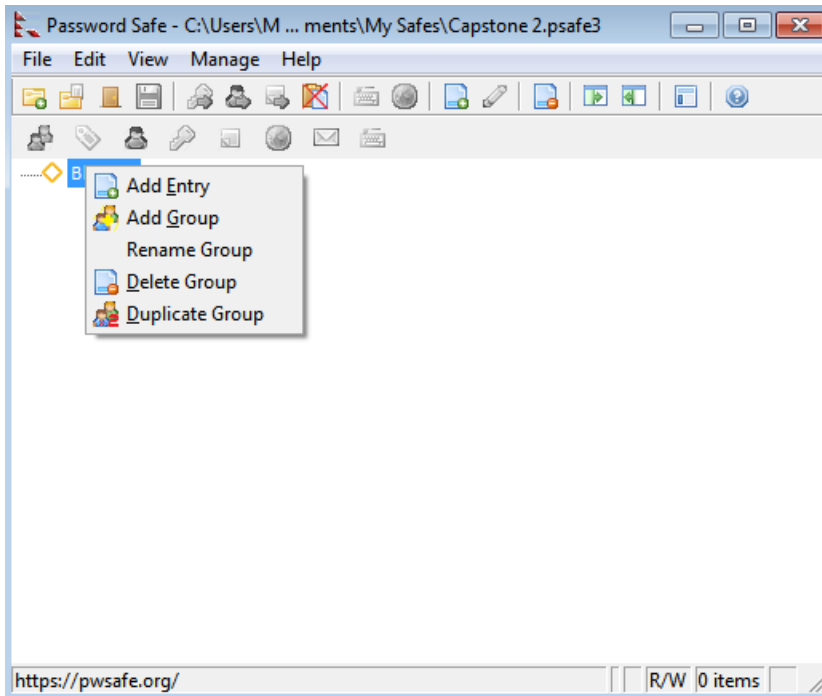 Password Safe - C:\Users\M ... ments\My Safes\Capstone 2.psafe3
File Edit View Manage Help
Add Entry
Add Group
Rename Group
Delete Group
Duplicate Group
https://pwsafe.org/
R/W 0 items